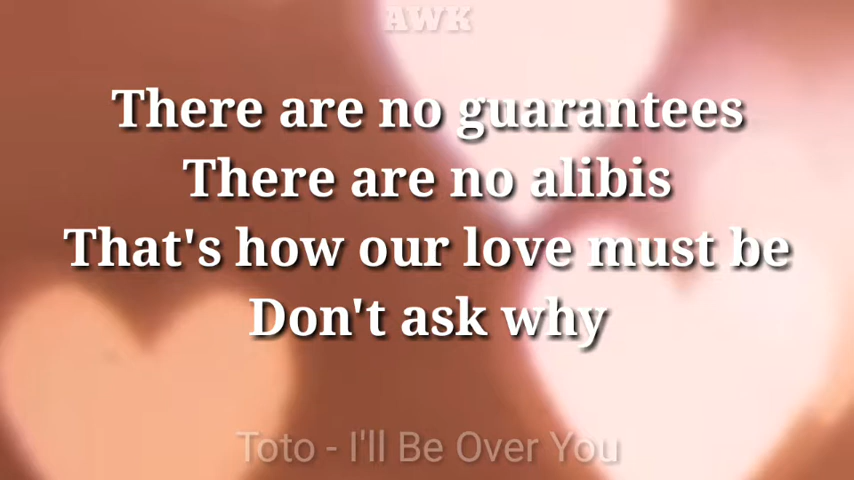 AWK
There are no guarantees
There are no alibis
That's how our love must be
Don't ask why
Toto - I'll Be Over You